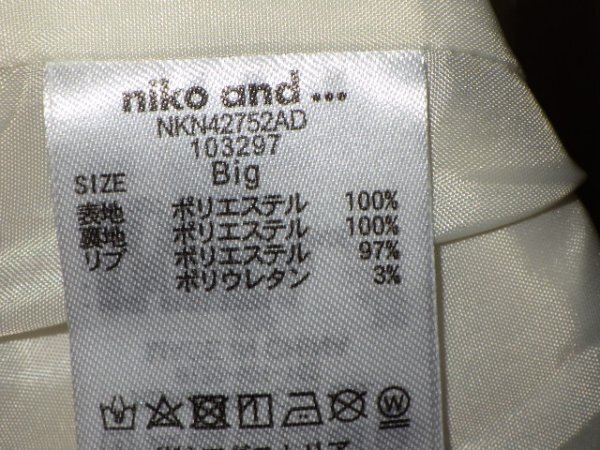 niko and ...
NKN42752AD
103297
SIZE Big
表地 ポリエステル 100%
裏地 ポリエステル 100%
リブ ポリエステル 97%
ポリウレタン 3%
W